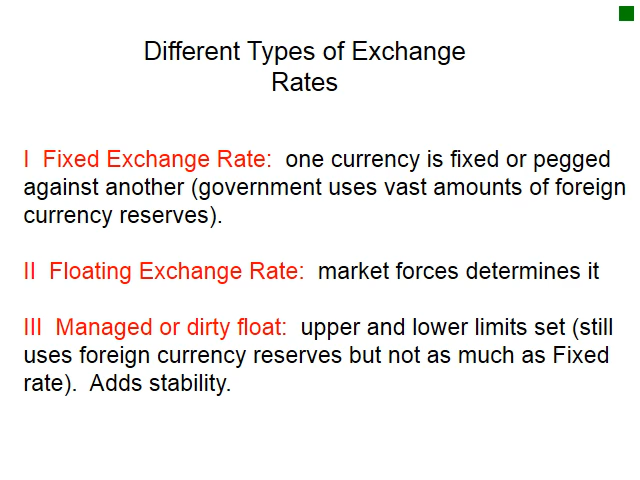 Different Types of Exchange
Rates
I  Fixed Exchange Rate:  one currency is fixed or pegged
against another (government uses vast amounts of foreign
currency reserves).
II  Floating Exchange Rate:  market forces determines it
III  Managed or dirty float:  upper and lower limits set (still
uses foreign currency reserves but not as much as Fixed
rate).  Adds stability.